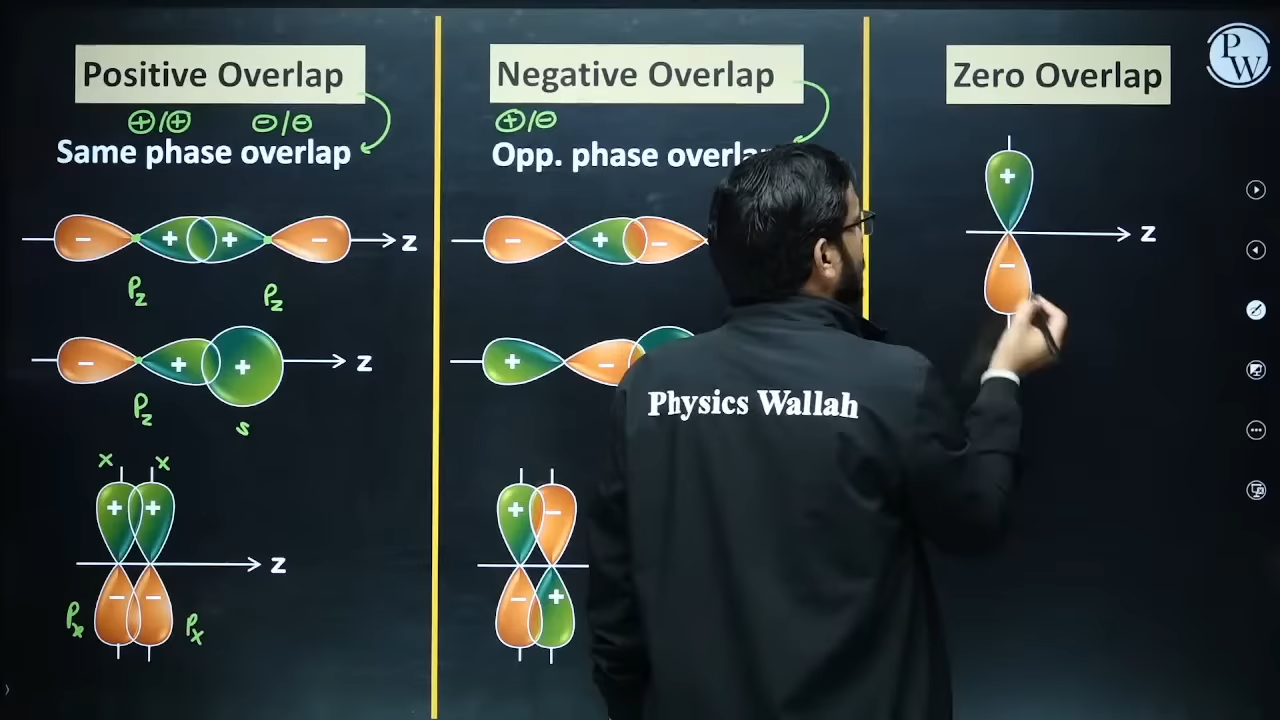 Positive Overlap
⊕/⊕ ⊖/⊖
Same phase overlap
- + + - z
Pz Pz
- + + z
Pz s
x x
+ +
z
- -
Px Px
Negative Overlap
⊕/⊖
Opp. phase overla
- + -
+ -
+ -
- +
Zero Overlap
+
z
-
PW
Physics Wallah